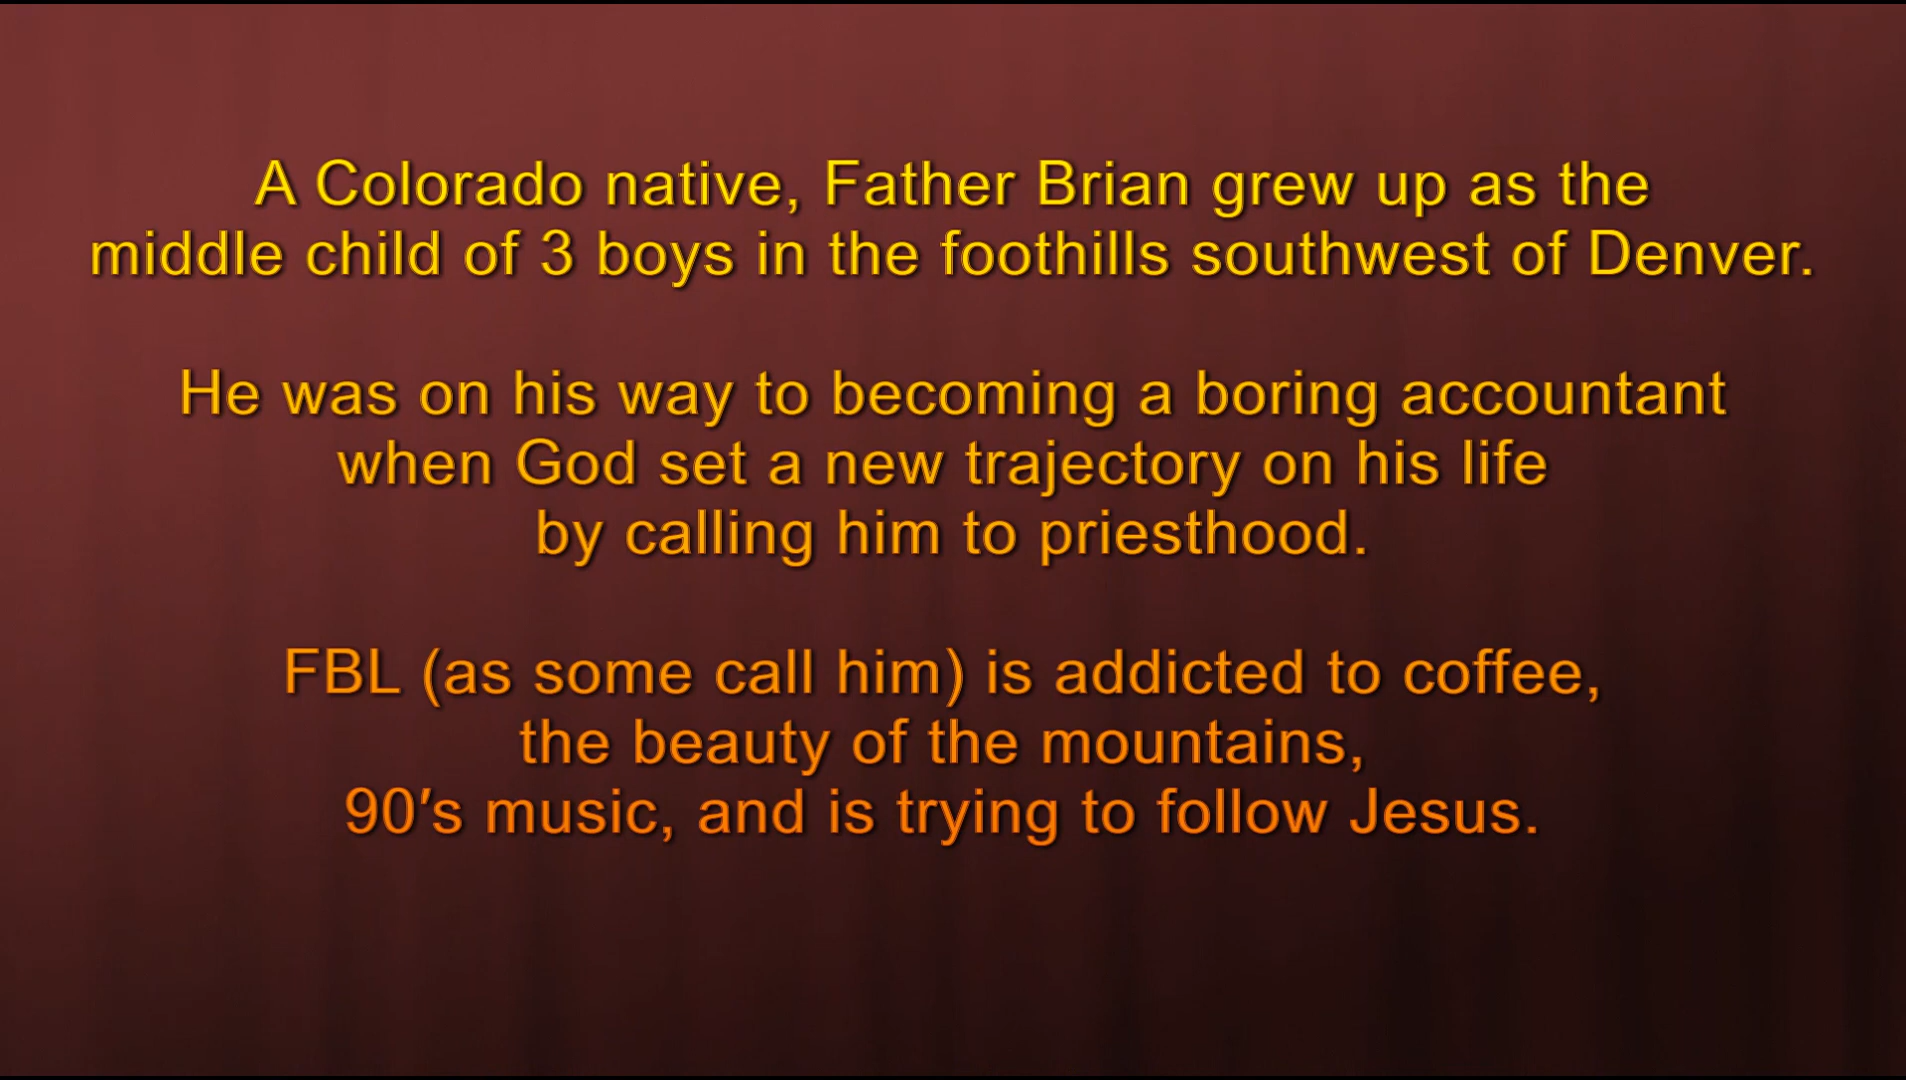 A Colorado native, Father Brian grew up as the
middle child of 3 boys in the foothills southwest of Denver.
He was on his way to becoming a boring accountant
when God set a new trajectory on his life
by calling him to priesthood.
FBL (as some call him) is addicted to coffee,
the beauty of the mountains,
90's music, and is trying to follow Jesus.